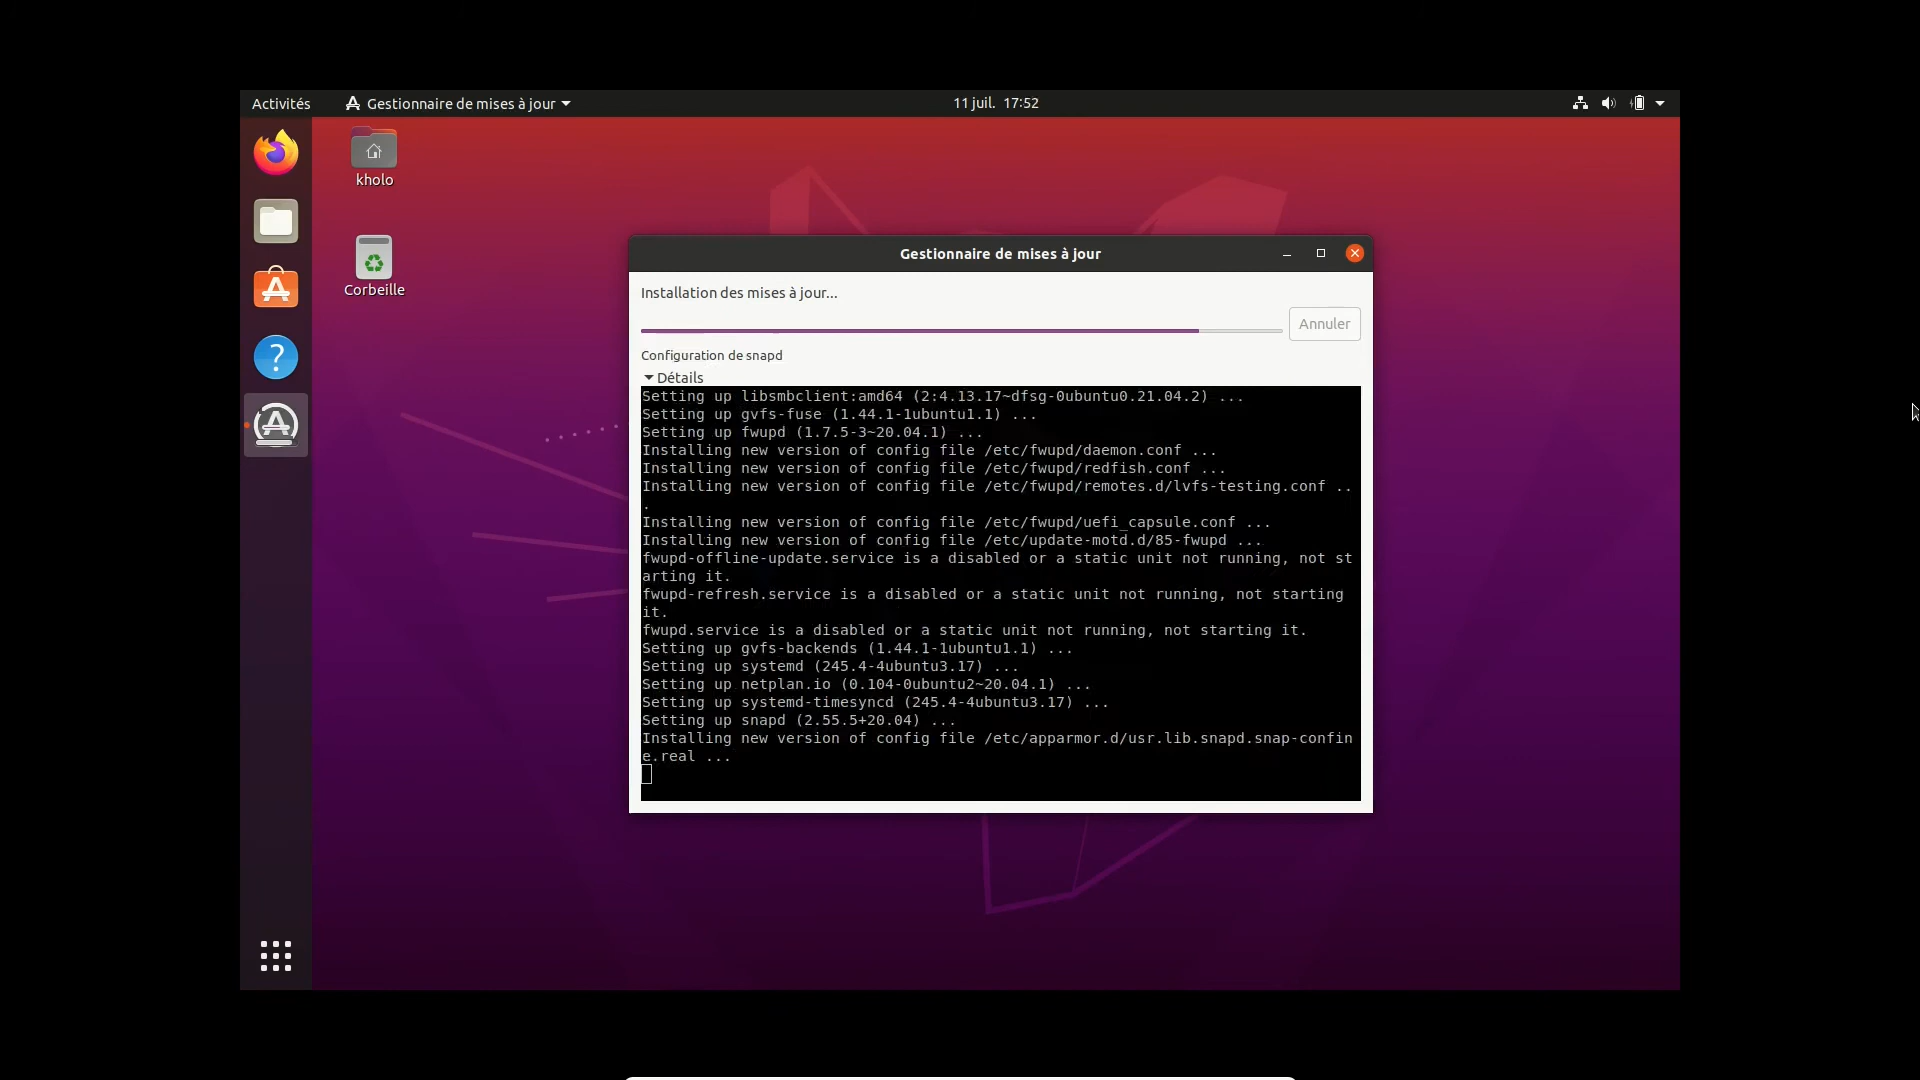 Activités
Gestionnaire de mises à jour
11 juil. 17:52
kholo
Corbeille
Gestionnaire de mises à jour
Installation des mises à jour...
Annuler
Configuration de snapd
Détails
Setting up libsmbclient:amd64 (2:4.13.17~dfsg-0ubuntu0.21.04.2) ...
Setting up gvfs-fuse (1.44.1-1ubuntu1.1) ...
Setting up fwupd (1.7.5-3~20.04.1) ...
Installing new version of config file /etc/fwupd/daemon.conf ...
Installing new version of config file /etc/fwupd/redfish.conf ...
Installing new version of config file /etc/fwupd/remotes.d/lvfs-testing.conf ..
.
Installing new version of config file /etc/fwupd/uefi_capsule.conf ...
Installing new version of config file /etc/update-motd.d/85-fwupd ...
fwupd-offline-update.service is a disabled or a static unit not running, not st
arting it.
fwupd-refresh.service is a disabled or a static unit not running, not starting
it.
fwupd.service is a disabled or a static unit not running, not starting it.
Setting up gvfs-backends (1.44.1-1ubuntu1.1) ...
Setting up systemd (245.4-4ubuntu3.17) ...
Setting up netplan.io (0.104-0ubuntu2~20.04.1) ...
Setting up systemd-timesyncd (245.4-4ubuntu3.17) ...
Setting up snapd (2.55.5+20.04) ...
Installing new version of config file /etc/apparmor.d/usr.lib.snapd.snap-confin
e.real ...